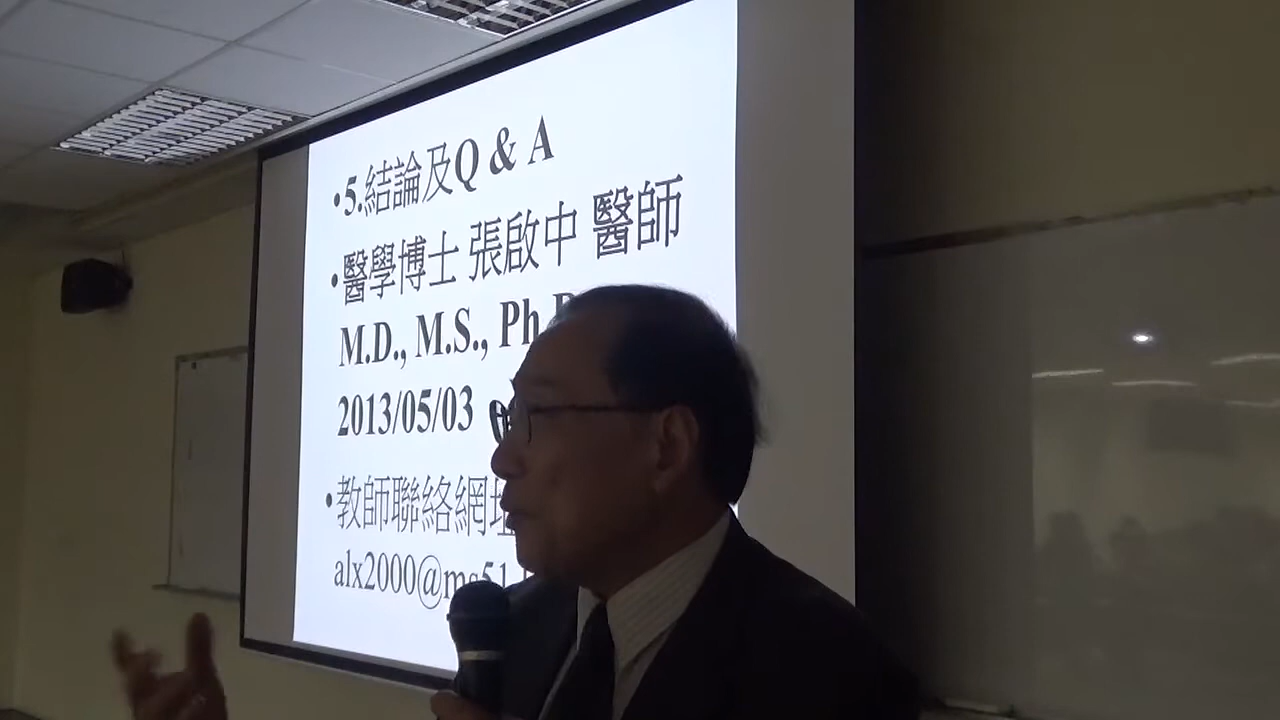 •5.結論及Q & A
•醫學博士 張啟中 醫師
M.D., M.S., Ph.D
2013/05/03
•教師聯絡網址
alx2000@ms51.